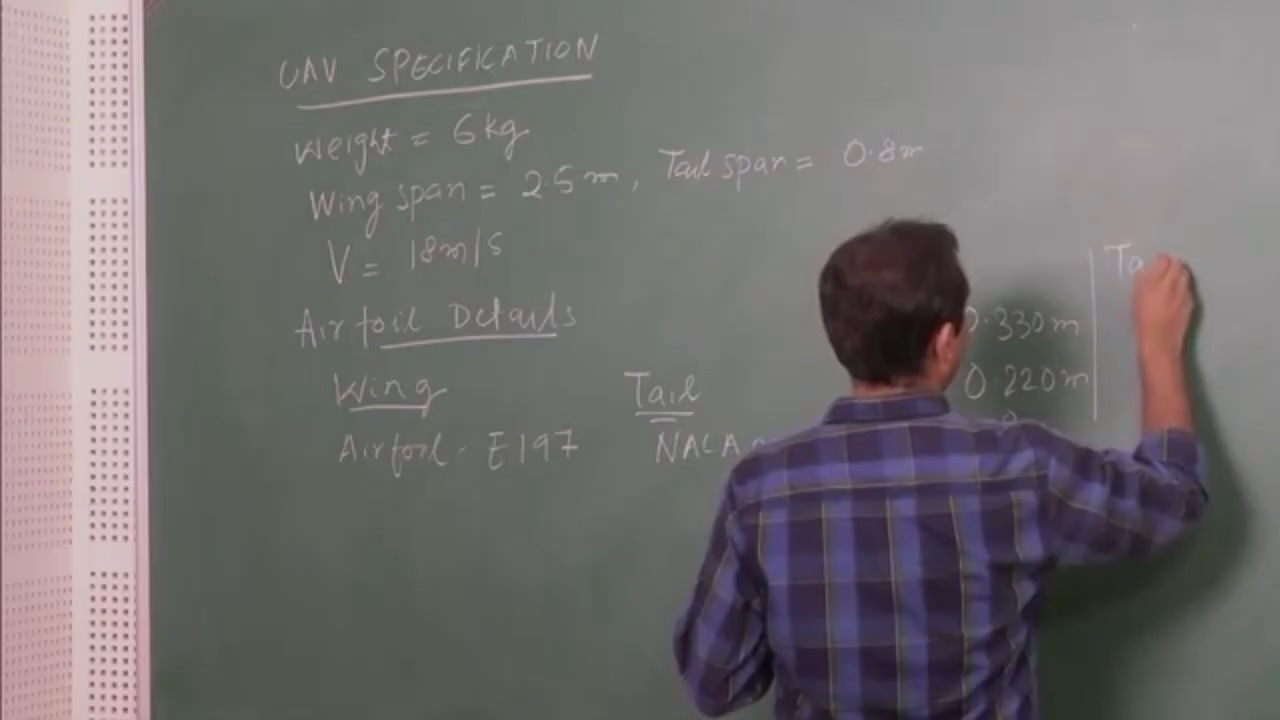 UAV SPECIFICATION
Weight = 6kg
Wing span = 2.5m, Tail span = 0.8m
V = 18m/s
Airfoil Details
Wing Tail
Airfoil - E197 NACA
0.330m
0.220m
Ta